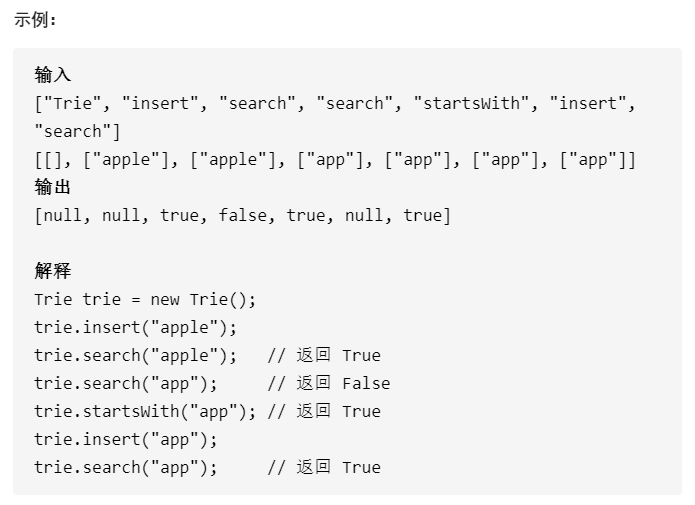 示例：
输入
["Trie", "insert", "search", "search", "startsWith", "insert",
"search"]
[[], ["apple"], ["apple"], ["app"], ["app"], ["app"], ["app"]]
输出
[null, null, true, false, true, null, true]
解释
Trie trie = new Trie();
trie.insert("apple");
trie.search("apple");   // 返回 True
trie.search("app");     // 返回 False
trie.startsWith("app"); // 返回 True
trie.insert("app");
trie.search("app");     // 返回 True